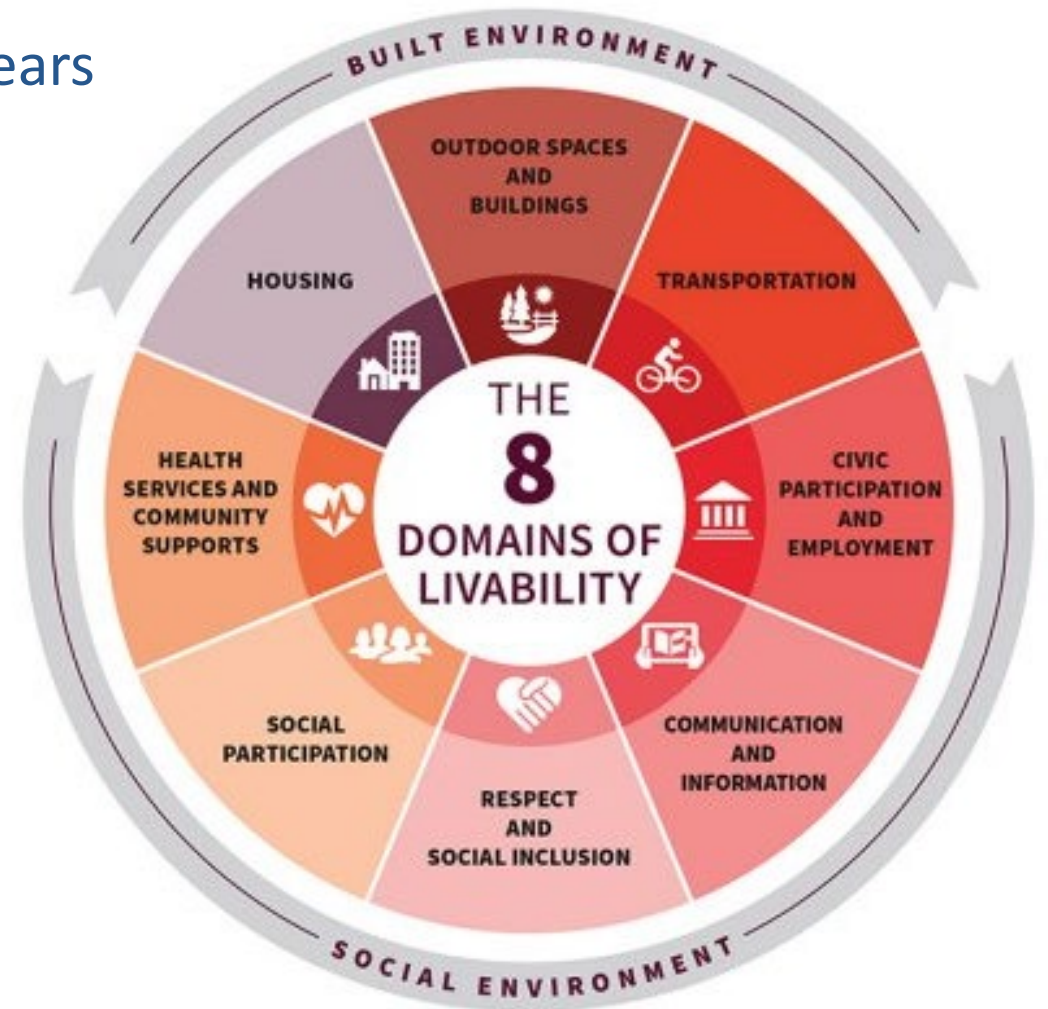 ears
BUILT ENVIRONMENT
OUTDOOR SPACES
AND
BUILDINGS
HOUSING
TRANSPORTATION
THE
8
DOMAINS OF
LIVABILITY
HEALTH
SERVICES AND
COMMUNITY
SUPPORTS
CIVIC
PARTICIPATION
AND
EMPLOYMENT
SOCIAL
PARTICIPATION
COMMUNICATION
AND
INFORMATION
RESPECT
AND
SOCIAL INCLUSION
SOCIAL ENVIRONMENT